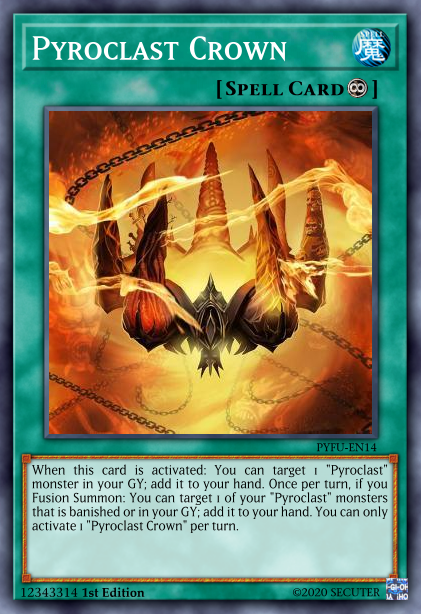 Pyroclast Crown
魔
[Spell Card ]
PYFU-EN14
When this card is activated: You can target 1 "Pyroclast"
monster in your GY; add it to your hand. Once per turn, if you
Fusion Summon: You can target 1 of your "Pyroclast" monsters
that is banished or in your GY; add it to your hand. You can only
activate 1 "Pyroclast Crown" per turn.
12343314 1st Edition
©2020 SECUTER